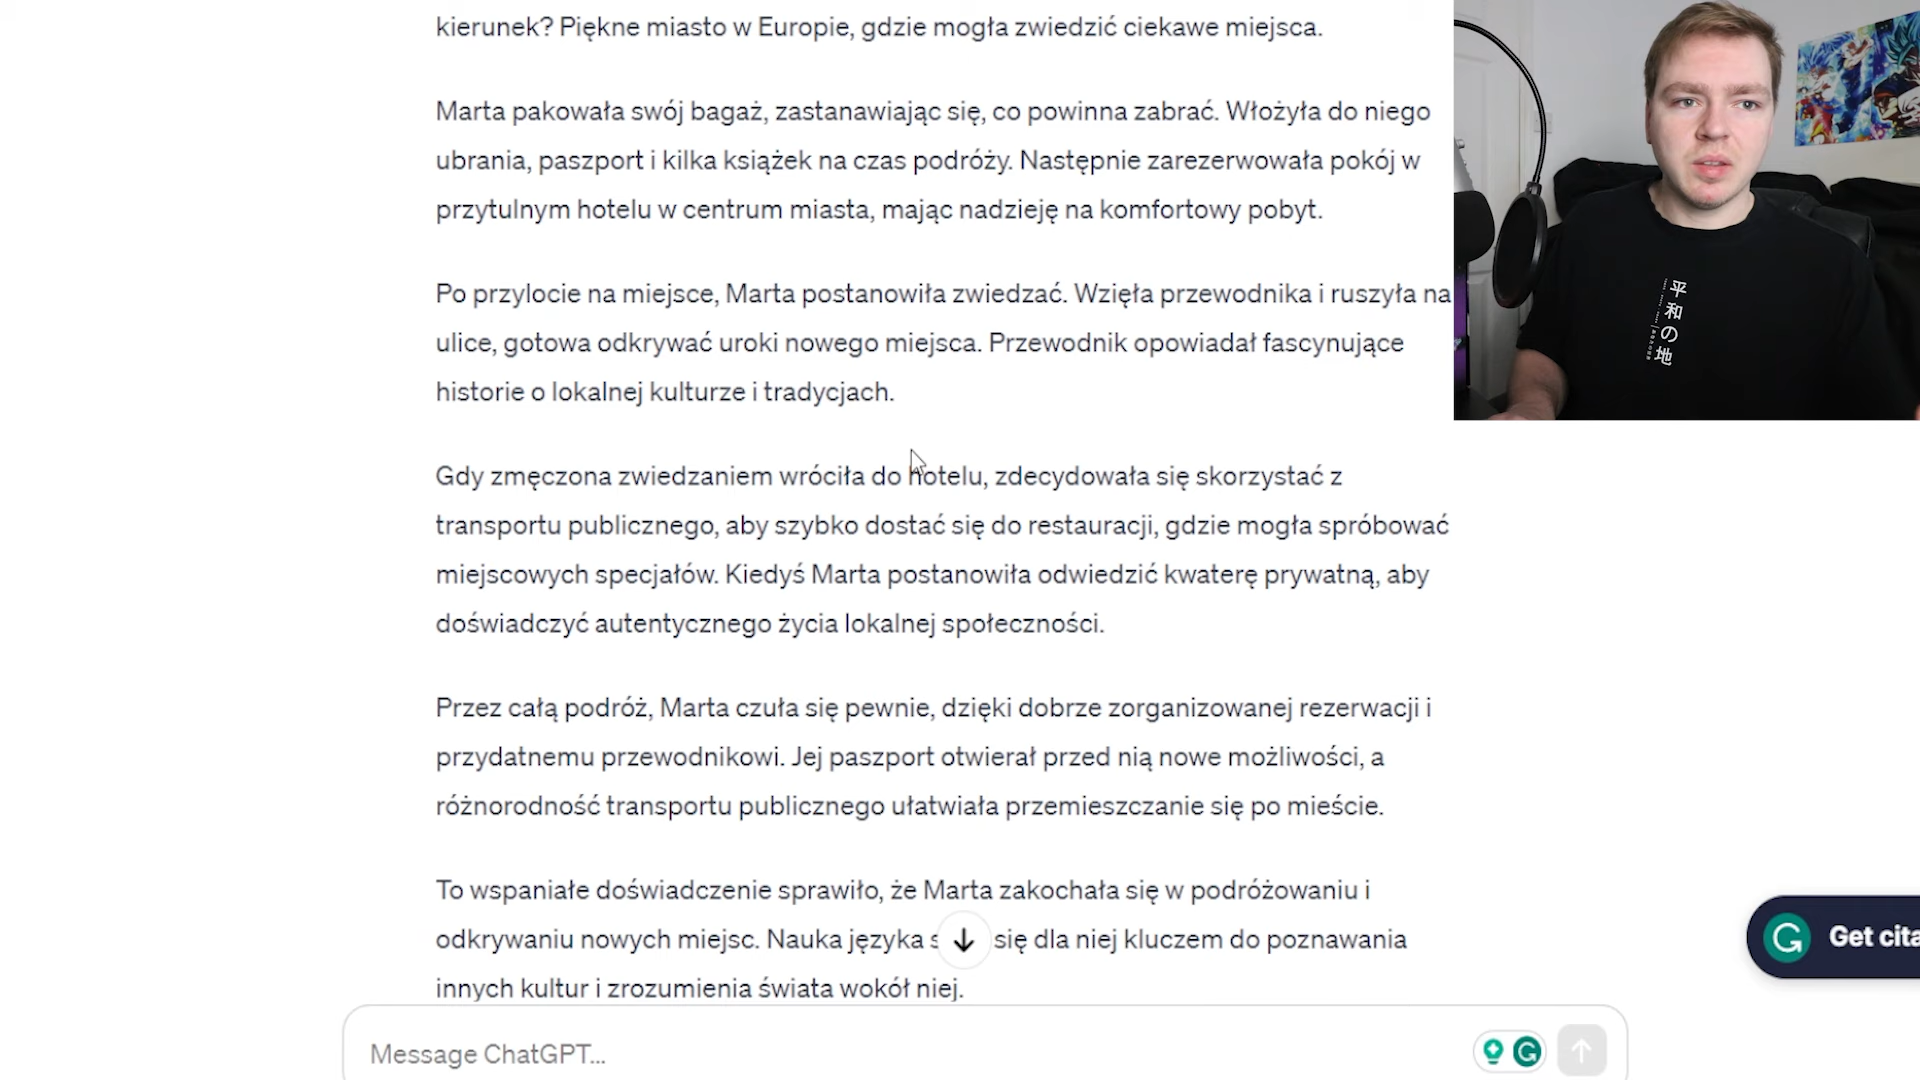 kierunek? Piękne miasto w Europie, gdzie mogła zwiedzić ciekawe miejsca.
Marta pakowała swój bagaż, zastanawiając się, co powinna zabrać. Włożyła do niego
ubrania, paszport i kilka książek na czas podróży. Następnie zarezerwowała pokój w
przytulnym hotelu w centrum miasta, mając nadzieję na komfortowy pobyt.
Po przylocie na miejsce, Marta postanowiła zwiedzać. Wzięła przewodnika i ruszyła na
ulice, gotowa odkrywać uroki nowego miejsca. Przewodnik opowiadał fascynujące
historie o lokalnej kulturze i tradycjach.
Gdy zmęczona zwiedzaniem wróciła do hotelu, zdecydowała się skorzystać z
transportu publicznego, aby szybko dostać się do restauracji, gdzie mogła spróbować
miejscowych specjałów. Kiedyś Marta postanowiła odwiedzić kwaterę prywatną, aby
doświadczyć autentycznego życia lokalnej społeczności.
Przez całą podróż, Marta czuła się pewnie, dzięki dobrze zorganizowanej rezerwacji i
przydatnemu przewodnikowi. Jej paszport otwierał przed nią nowe możliwości, a
różnorodność transportu publicznego ułatwiała przemieszczanie się po mieście.
To wspaniałe doświadczenie sprawiło, że Marta zakochała się w podróżowaniu i
odkrywaniu nowych miejsc. Nauka języka się dla niej kluczem do poznawania
innych kultur i zrozumienia świata wokół niej.
Message ChatGPT...
Get cita
平和の地